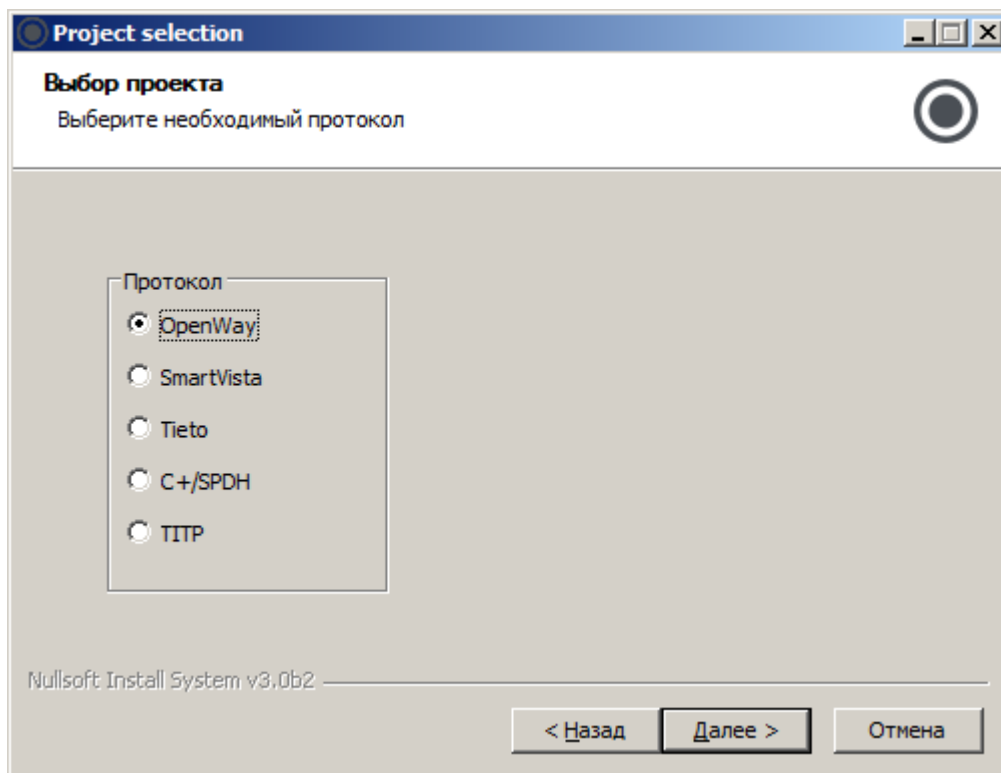 Project selection
Выбор проекта
Выберите необходимый протокол
Протокол
OpenWay
SmartVista
Tieto
C+/SPDH
TITP
Nullsoft Install System v3.0b2
< Назад
Далее >
Отмена